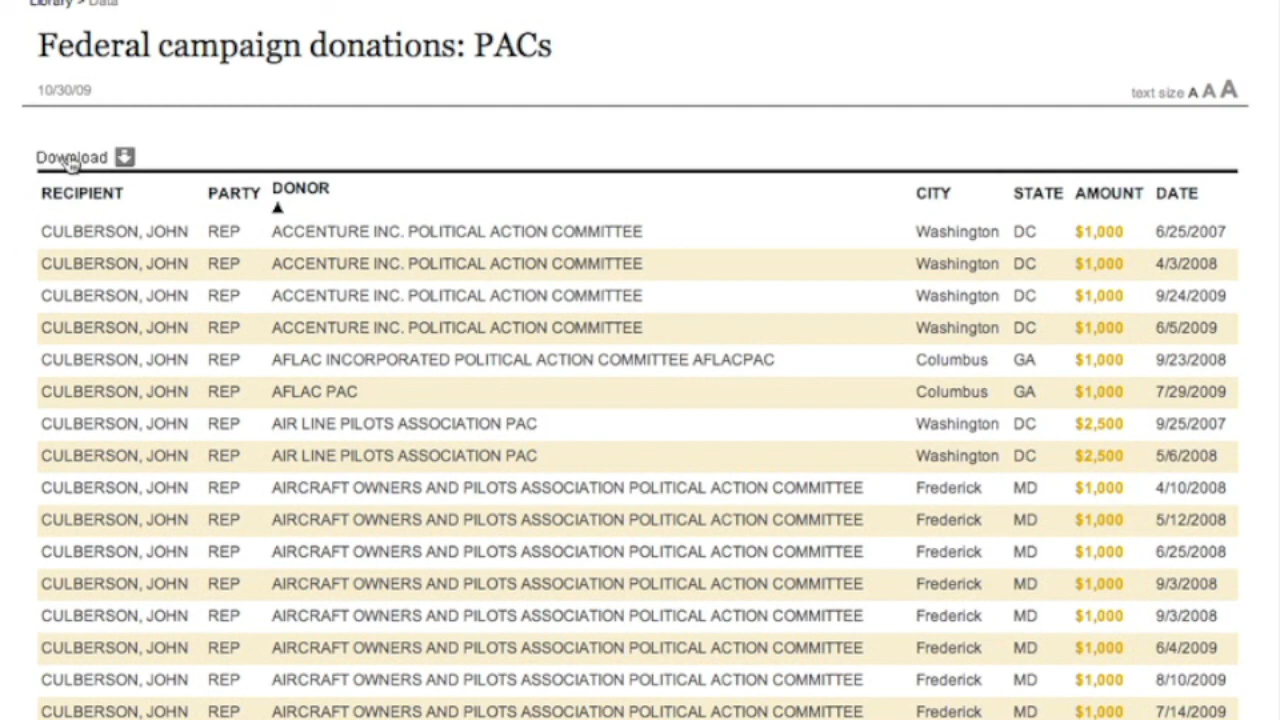 Library > Data
Federal campaign donations: PACs
10/30/09 text size A A A
Download
RECIPIENT PARTY DONOR CITY STATE AMOUNT DATE
CULBERSON, JOHN REP ACCENTURE INC. POLITICAL ACTION COMMITTEE Washington DC $1,000 6/25/2007
CULBERSON, JOHN REP ACCENTURE INC. POLITICAL ACTION COMMITTEE Washington DC $1,000 4/3/2008
CULBERSON, JOHN REP ACCENTURE INC. POLITICAL ACTION COMMITTEE Washington DC $1,000 9/24/2009
CULBERSON, JOHN REP ACCENTURE INC. POLITICAL ACTION COMMITTEE Washington DC $1,000 6/5/2009
CULBERSON, JOHN REP AFLAC INCORPORATED POLITICAL ACTION COMMITTEE AFLACPAC Columbus GA $1,000 9/23/2008
CULBERSON, JOHN REP AFLAC PAC Columbus GA $1,000 7/29/2009
CULBERSON, JOHN REP AIR LINE PILOTS ASSOCIATION PAC Washington DC $2,500 9/25/2007
CULBERSON, JOHN REP AIR LINE PILOTS ASSOCIATION PAC Washington DC $2,500 5/6/2008
CULBERSON, JOHN REP AIRCRAFT OWNERS AND PILOTS ASSOCIATION POLITICAL ACTION COMMITTEE Frederick MD $1,000 4/10/2008
CULBERSON, JOHN REP AIRCRAFT OWNERS AND PILOTS ASSOCIATION POLITICAL ACTION COMMITTEE Frederick MD $1,000 5/12/2008
CULBERSON, JOHN REP AIRCRAFT OWNERS AND PILOTS ASSOCIATION POLITICAL ACTION COMMITTEE Frederick MD $1,000 6/25/2008
CULBERSON, JOHN REP AIRCRAFT OWNERS AND PILOTS ASSOCIATION POLITICAL ACTION COMMITTEE Frederick MD $1,000 9/3/2008
CULBERSON, JOHN REP AIRCRAFT OWNERS AND PILOTS ASSOCIATION POLITICAL ACTION COMMITTEE Frederick MD $1,000 9/3/2008
CULBERSON, JOHN REP AIRCRAFT OWNERS AND PILOTS ASSOCIATION POLITICAL ACTION COMMITTEE Frederick MD $1,000 6/4/2009
CULBERSON, JOHN REP AIRCRAFT OWNERS AND PILOTS ASSOCIATION POLITICAL ACTION COMMITTEE Frederick MD $1,000 8/10/2009
CULBERSON, JOHN REP AIRCRAFT OWNERS AND PILOTS ASSOCIATION POLITICAL ACTION COMMITTEE Frederick MD $1,000 7/14/2009